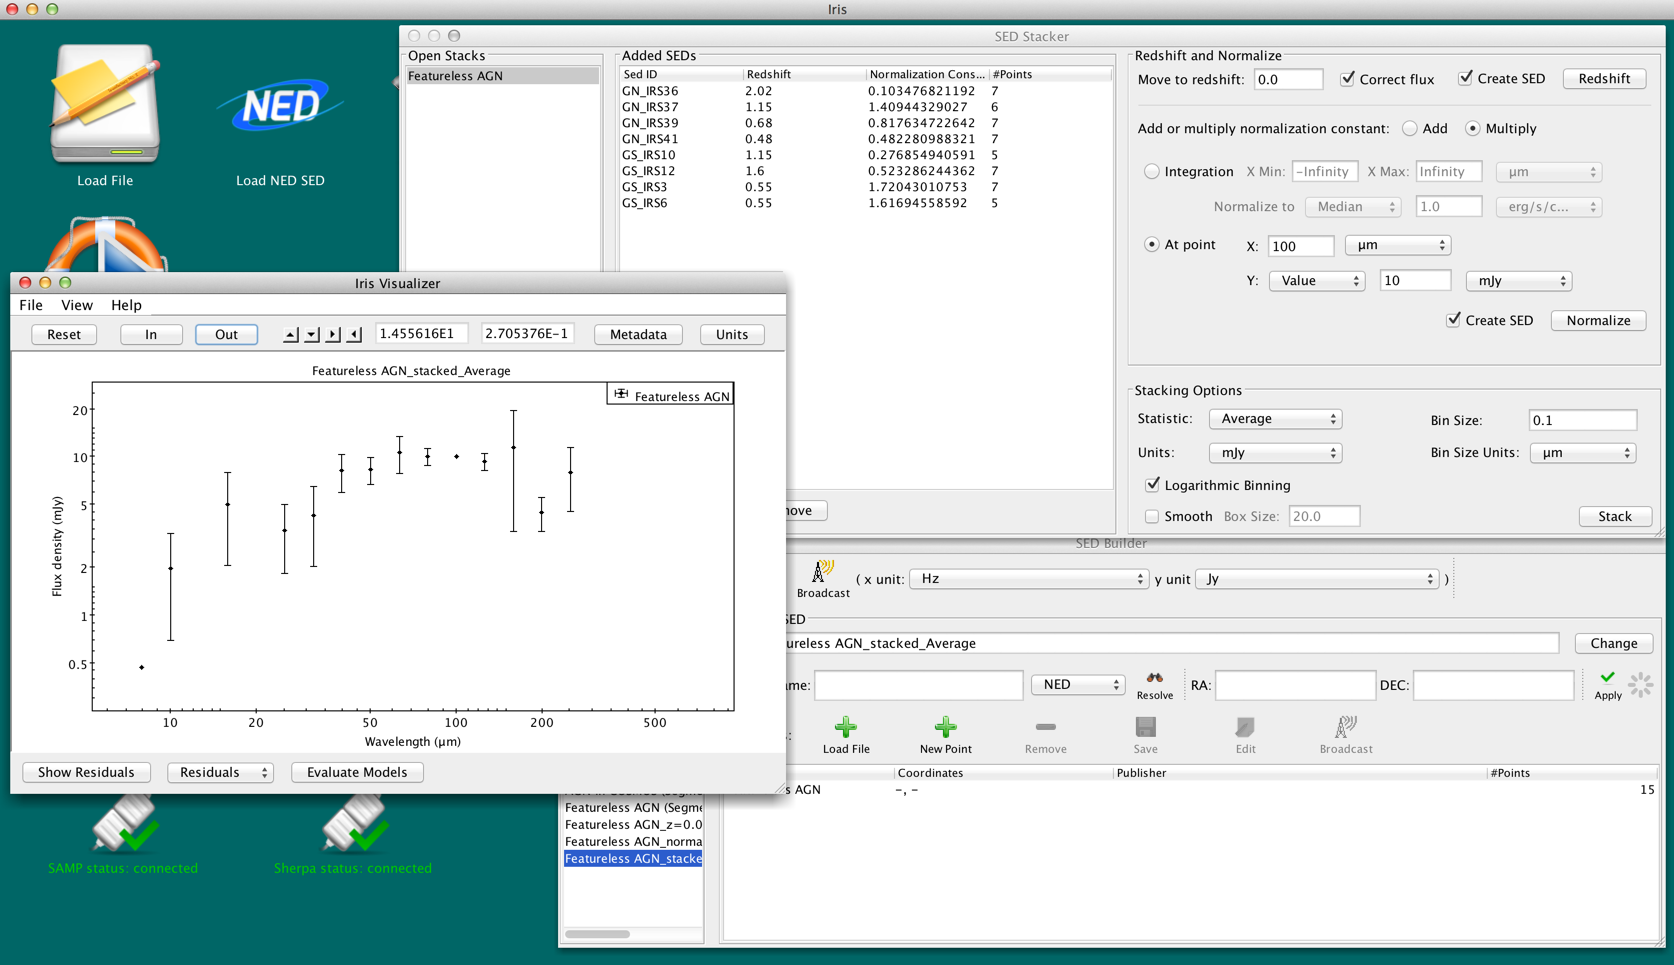 Iris
NED
Load File
Load NED SED
SED Stacker
Open Stacks
Featureless AGN
Added SEDs
Sed ID Redshift Normalization Cons... #Points
GN_IRS36 2.02 0.103476821192 7
GN_IRS37 1.15 1.40944329027 6
GN_IRS39 0.68 0.817634722642 7
GN_IRS41 0.48 0.482280988321 7
GS_IRS10 1.15 0.276854940591 5
GS_IRS12 1.6 0.523286244362 7
GS_IRS3 0.55 1.72043010753 7
GS_IRS6 0.55 1.61694558592 5
ove
Redshift and Normalize
Move to redshift: 0.0 Correct flux Create SED Redshift
Add or multiply normalization constant: Add Multiply
Integration X Min: -Infinity X Max: Infinity µm
Normalize to Median 1.0 erg/s/c...
At point X: 100 µm
Y: Value 10 mJy
Create SED Normalize
Stacking Options
Statistic: Average Bin Size: 0.1
Units: mJy Bin Size Units: µm
Logarithmic Binning
Smooth Box Size: 20.0 Stack
Iris Visualizer
File View Help
Reset In Out 1.455616E1 2.705376E-1 Metadata Units
Featureless AGN_stacked_Average
Featureless AGN
Flux density (mJy)
20
10
5
2
1
0.5
10 20 50 100 200 500
Wavelength (µm)
Show Residuals Residuals Evaluate Models
SED Builder
Broadcast
( x unit: Hz y unit Jy )
SED
ureless AGN_stacked_Average Change
ame: NED Resolve RA: DEC: Apply
s:
Load File New Point Remove Save Edit Broadcast
Coordinates Publisher #Points
s AGN -, - 15
Featureless AGN (Segme
Featureless AGN_z=0.0
Featureless AGN_norma
Featureless AGN_stacke
SAMP status: connected
Sherpa status: connected